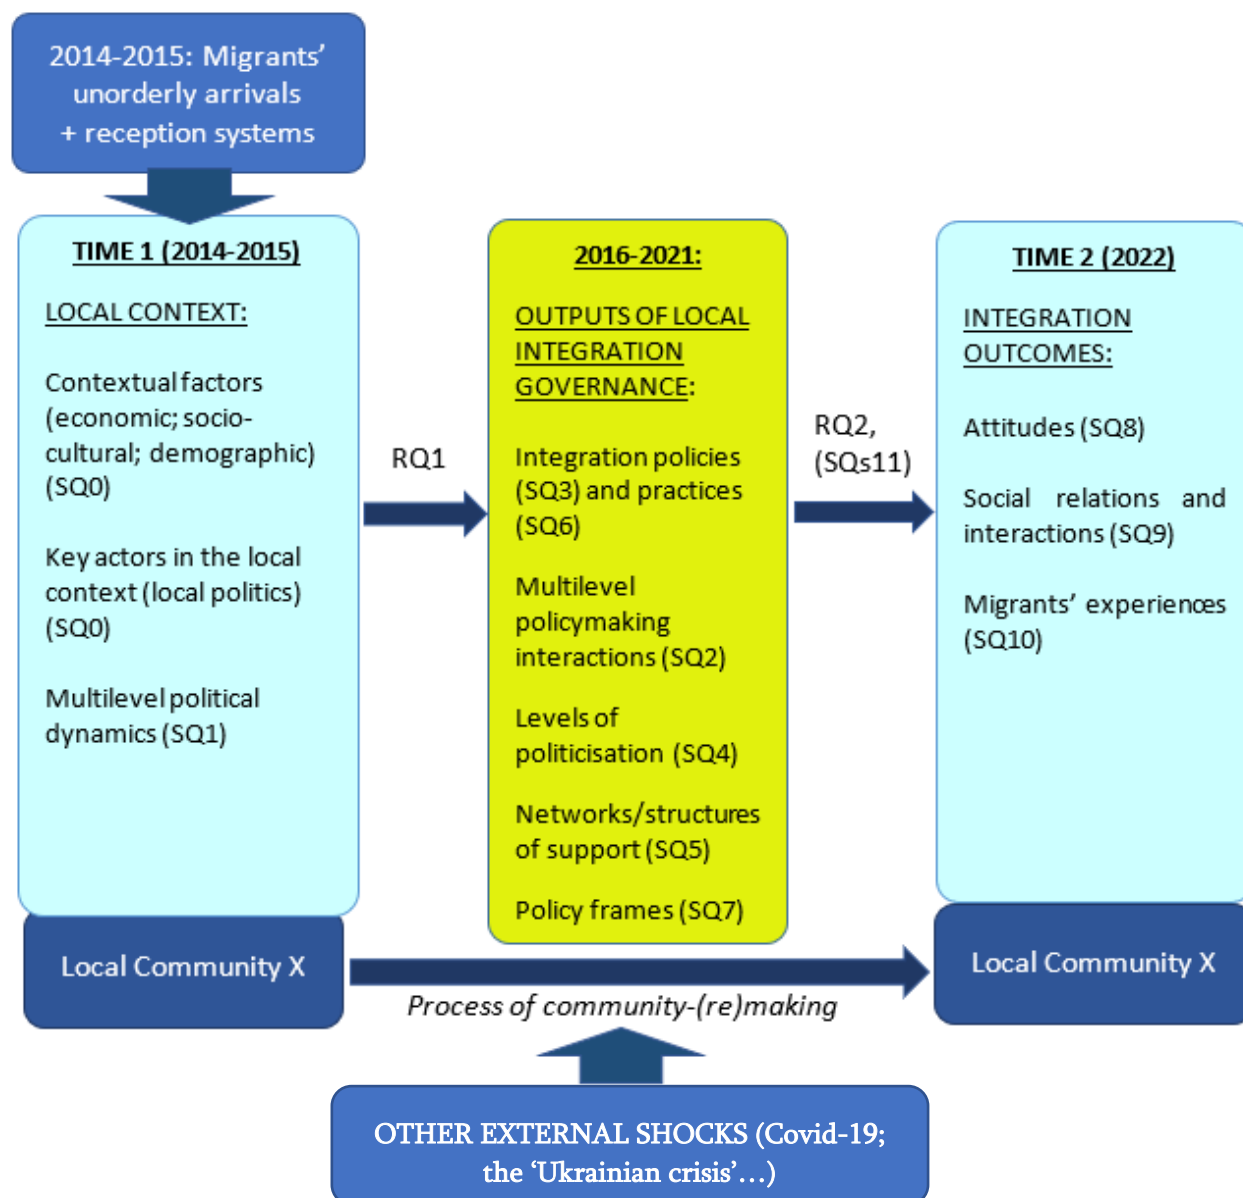 2014-2015: Migrants’
unorderly arrivals
+ reception systems
TIME 1 (2014-2015)
LOCAL CONTEXT:
Contextual factors
(economic; socio-
cultural; demographic)
(SQ0)
Key actors in the local
context (local politics)
(SQ0)
Multilevel political
dynamics (SQ1)
Local Community X
RQ1
2016-2021:
OUTPUTS OF LOCAL
INTEGRATION
GOVERNANCE:
Integration policies
(SQ3) and practices
(SQ6)
Multilevel
policymaking
interactions (SQ2)
Levels of
politicisation (SQ4)
Networks/structures
of support (SQ5)
Policy frames (SQ7)
RQ2,
(SQs11)
TIME 2 (2022)
INTEGRATION
OUTCOMES:
Attitudes (SQ8)
Social relations and
interactions (SQ9)
Migrants’ experiences
(SQ10)
Local Community X
Process of community-(re)making
OTHER EXTERNAL SHOCKS (Covid-19;
the ‘Ukrainian crisis’…)